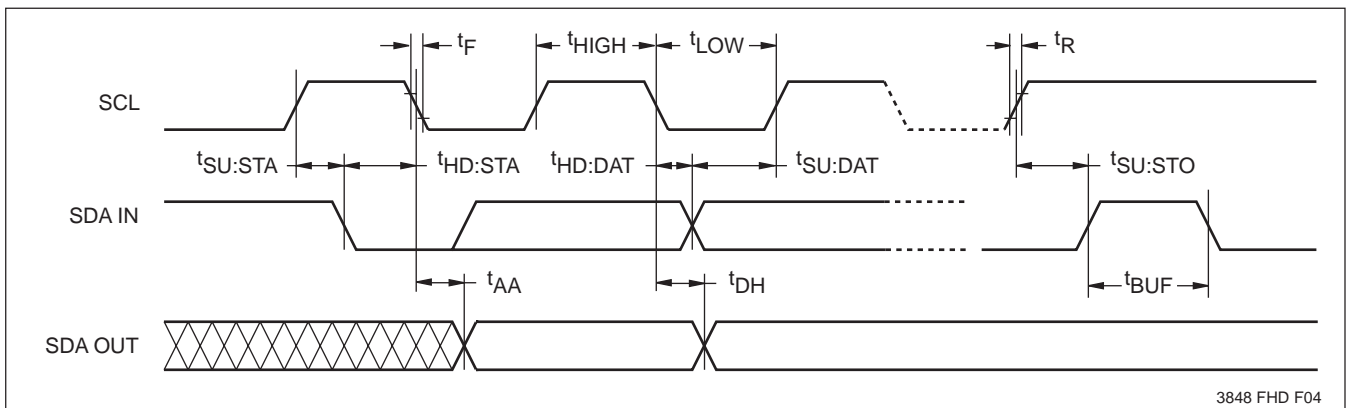 tF
tHIGH
tLOW
tR
SCL
tSU:STA
tHD:STA
tHD:DAT
tSU:DAT
tSU:STO
SDA IN
tAA
tDH
tBUF
SDA OUT
3848 FHD F04